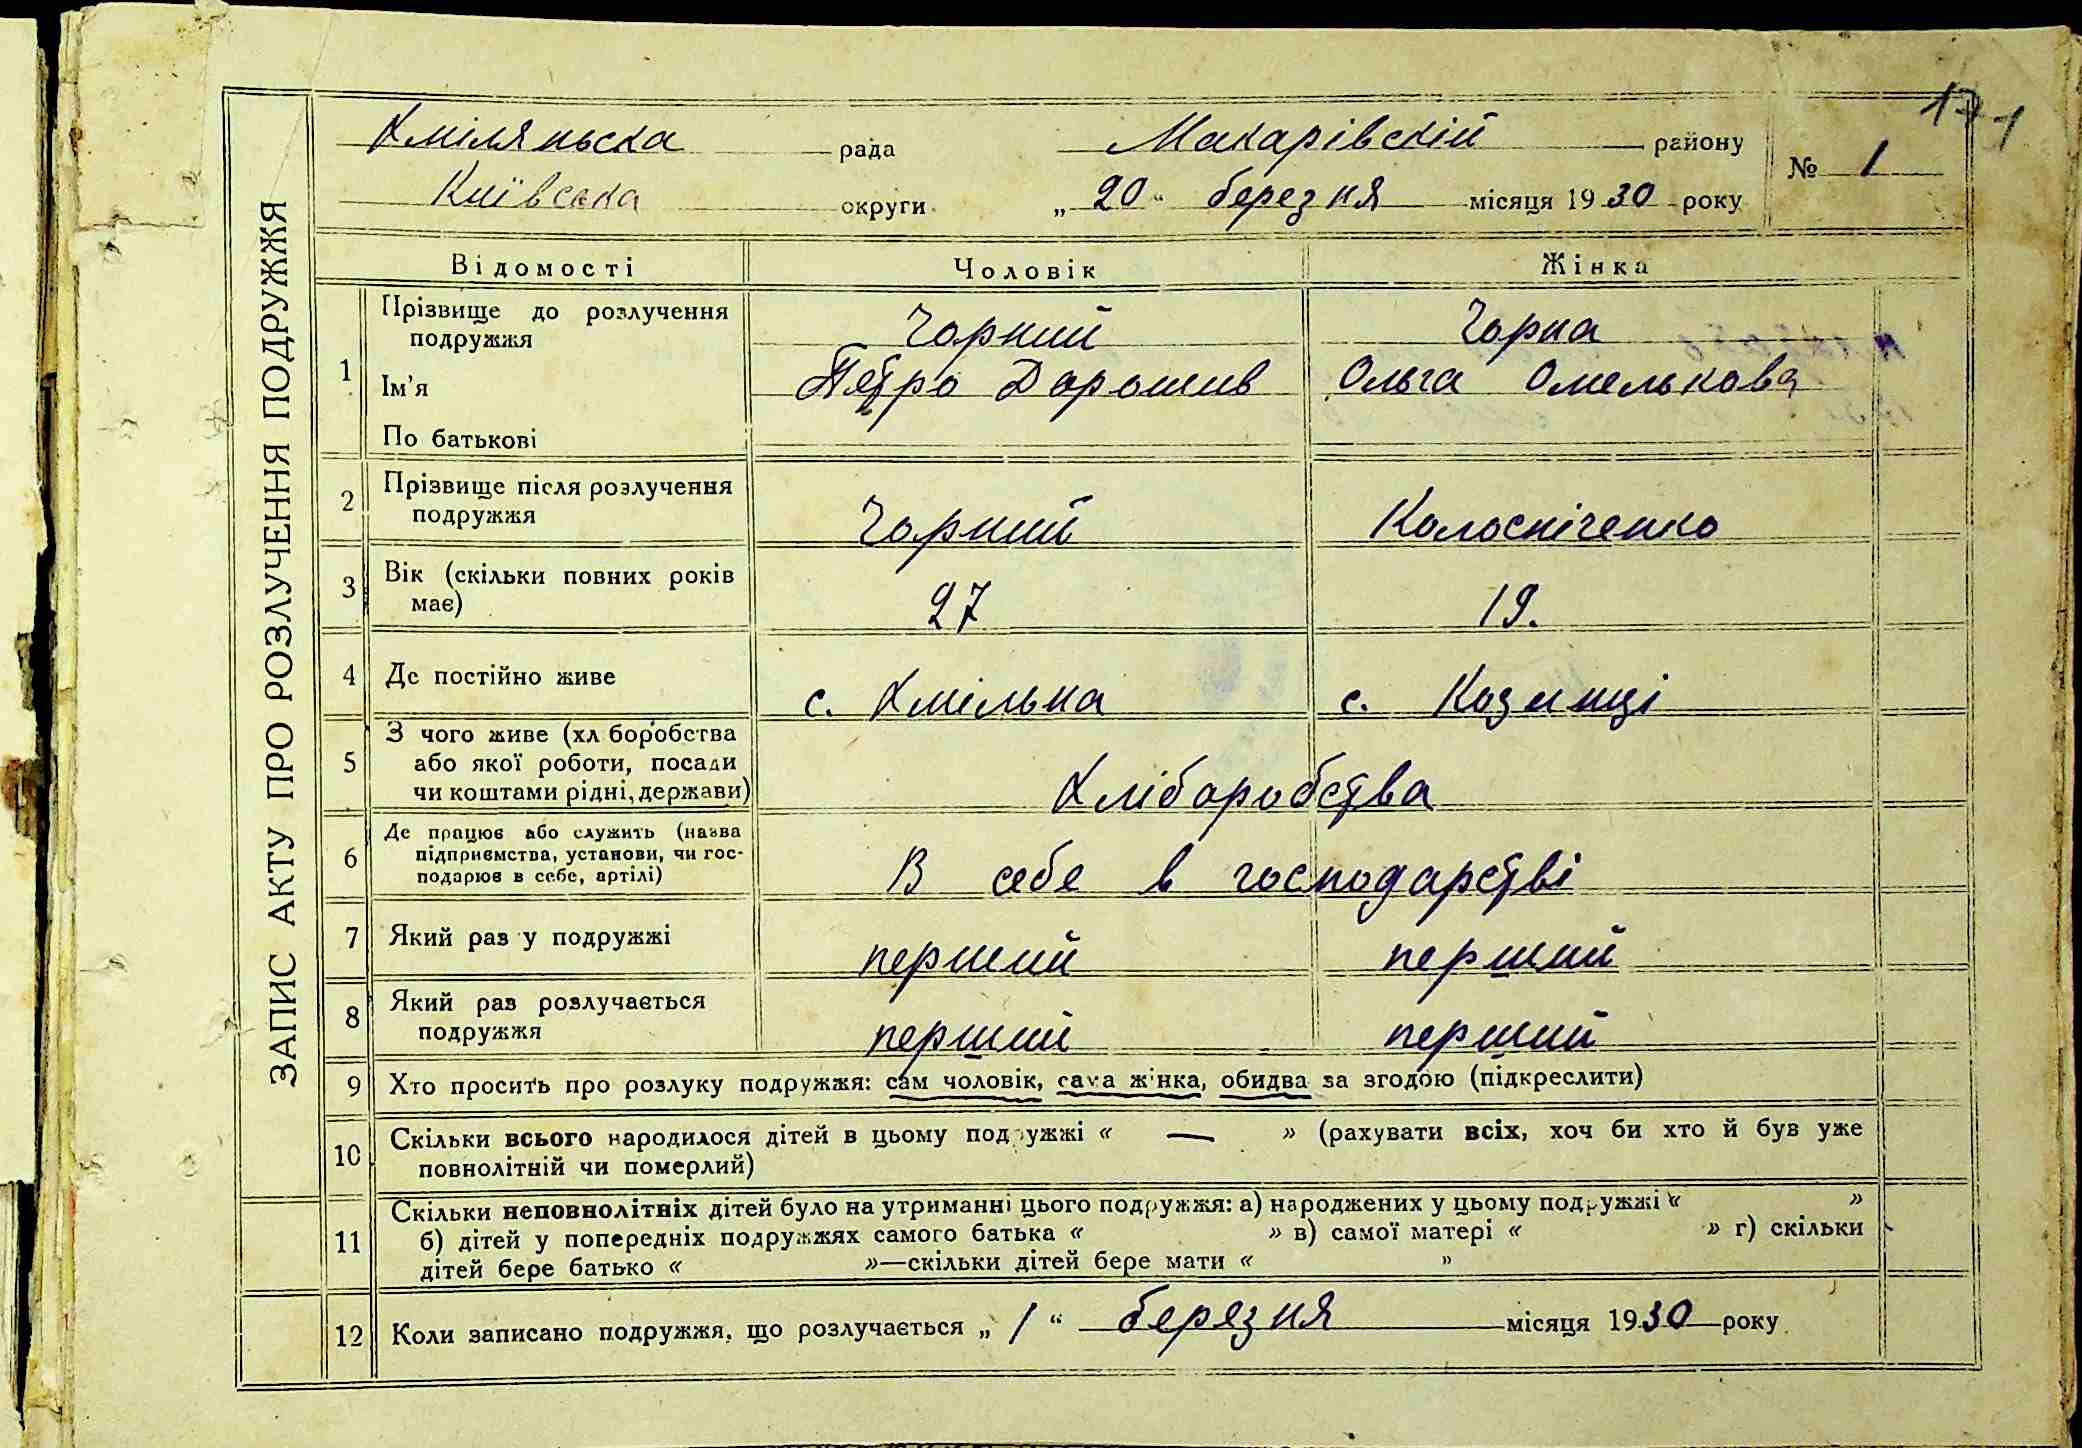 171
Хміляньска рада Макарівскій району № 1
Київська округи „ 20 “ березня місяця 1930 року
ЗАПИС АКТУ ПРО РОЗЛУЧЕННЯ ПОДРУЖЖЯ
Відомості Чоловік Жінка
1 Прізвище до розлучення Чорний Чорна
подружжя
Ім’я Петро Дорошив Ольга Омелькова
По батькові
2 Прізвище після розлучення
подружжя Чорний Колосніченко
3 Вік (скільки повних років
має) 27 19.
4 Де постійно живе с. Хмільна с. Козинці
5 З чого живе (хл боробства
або якої роботи, посади
чи коштами рідні, держави) Хліборобства
6 Де працює або служить (назва
підприємства, установи, чи гос-
подарює в себе, артілі) В себе в господарстві
7 Який раз у подружжі перший перший
8 Який раз розлучається
подружжя перший перший
9 Хто просить про розлуку подружжя: сам чоловік, сама жінка, обидва за згодою (підкреслити)
10 Скільки всього народилося дітей в цьому подружжі « — » (рахувати всіх, хоч би хто й був уже
повнолітній чи померлий)
11 Скільки неповнолітніх дітей було на утриманні цього подружжя: а) народжених у цьому подружжі « »
б) дітей у попередніх подружжях самого батька « » в) самої матері « » г) скільки
дітей бере батько « »—скільки дітей бере мати « »
12 Коли записано подружжя, що розлучається „ 1 “ березня місяця 1930 року